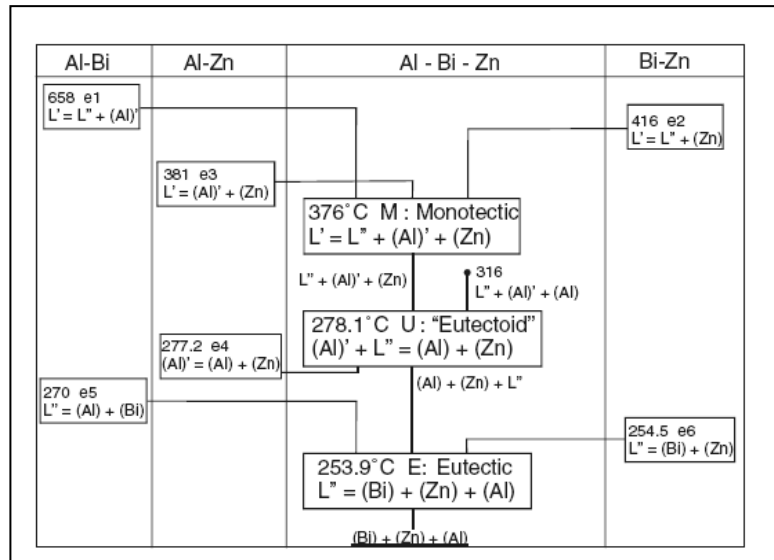 Al-Bi
Al-Zn
Al - Bi - Zn
Bi-Zn
658 e1
L' = L" + (Al)'
416 e2
L' = L" + (Zn)
381 e3
L' = (Al)' + (Zn)
376°C M : Monotectic
L' = L" + (Al)' + (Zn)
L" + (Al)' + (Zn)
316
L" + (Al)' + (Al)
278.1°C U : “Eutectoid”
(Al)' + L" = (Al) + (Zn)
277.2 e4
(Al)' = (Al) + (Zn)
(Al) + (Zn) + L"
270 e5
L" = (Al) + (Bi)
254.5 e6
L" = (Bi) + (Zn)
253.9°C E: Eutectic
L" = (Bi) + (Zn) + (Al)
(Bi) + (Zn) + (Al)